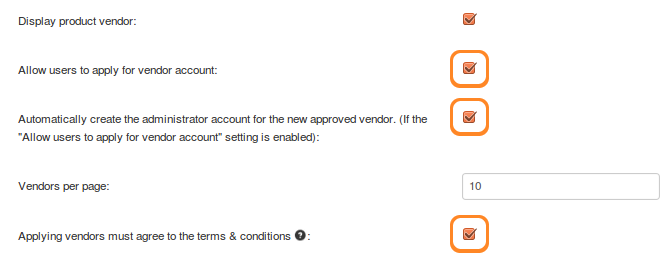 Display product vendor:
Allow users to apply for vendor account:
Automatically create the administrator account for the new approved vendor. (If the
"Allow users to apply for vendor account" setting is enabled):
Vendors per page: 10
Applying vendors must agree to the terms & conditions ? :